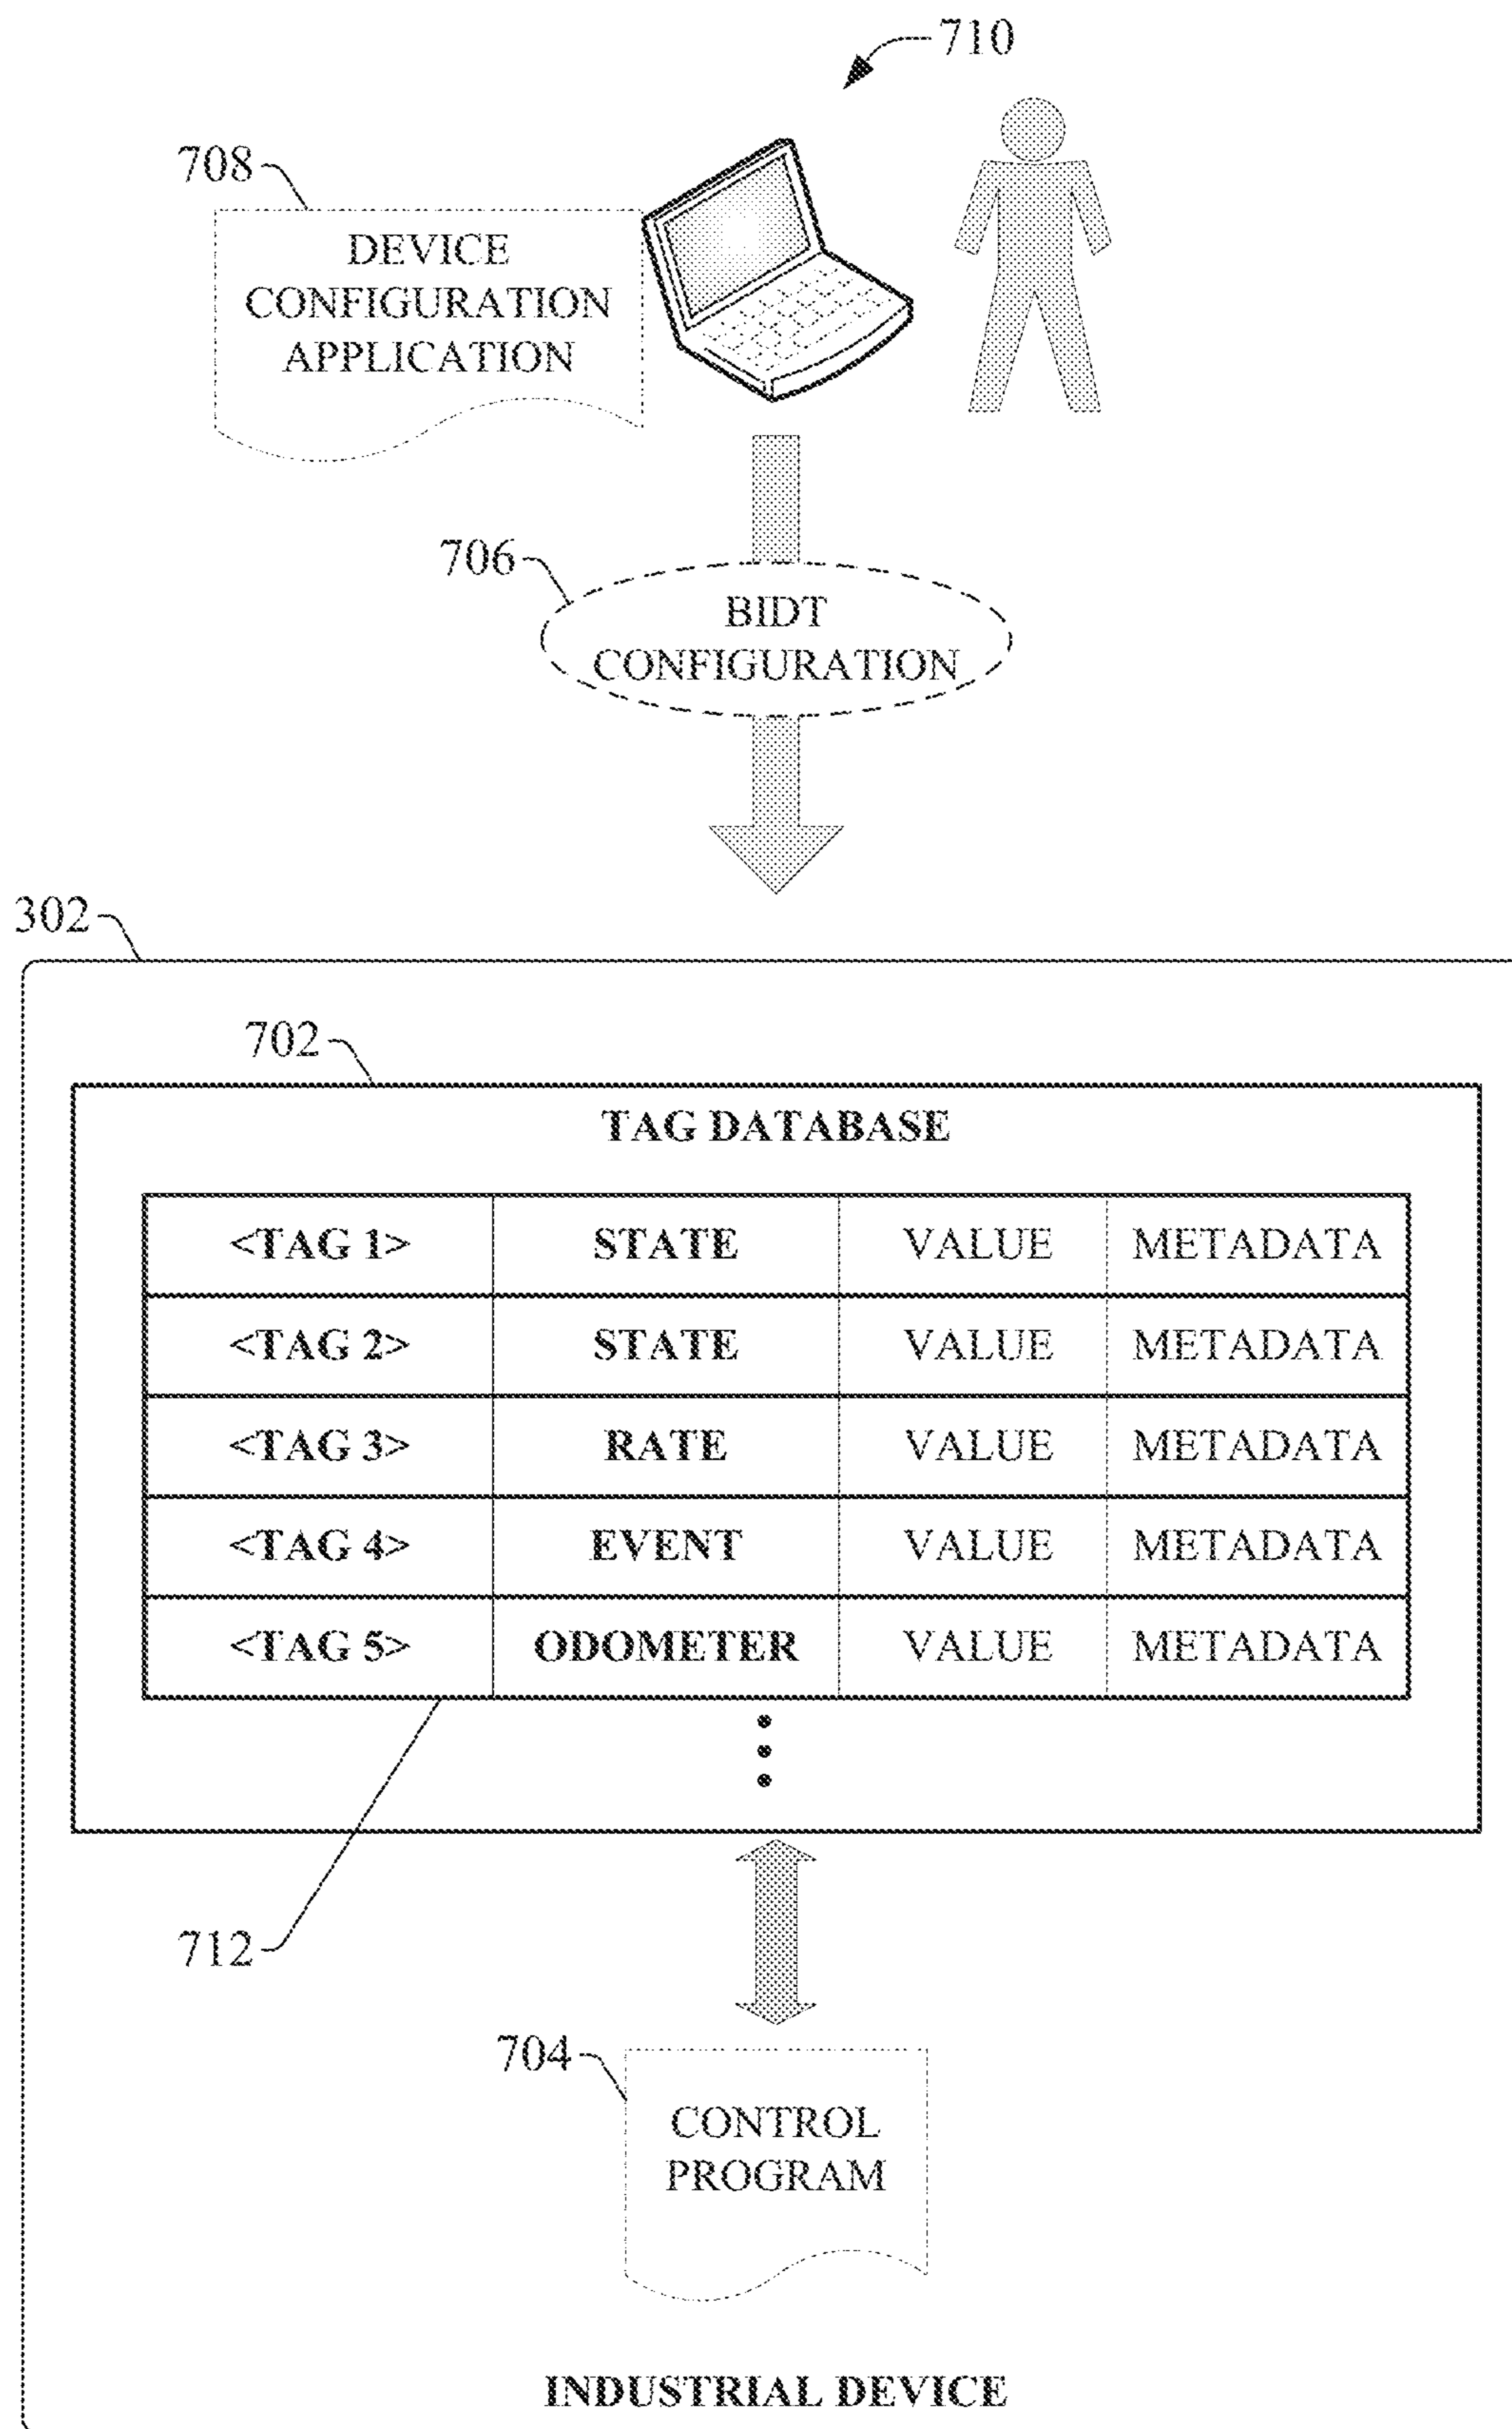 710
708
DEVICE
CONFIGURATION
APPLICATION
706
BIDT
CONFIGURATION
302
702
TAG DATABASE
<TAG 1> STATE VALUE METADATA
<TAG 2> STATE VALUE METADATA
<TAG 3> RATE VALUE METADATA
<TAG 4> EVENT VALUE METADATA
<TAG 5> ODOMETER VALUE METADATA
712
704
CONTROL
PROGRAM
INDUSTRIAL DEVICE